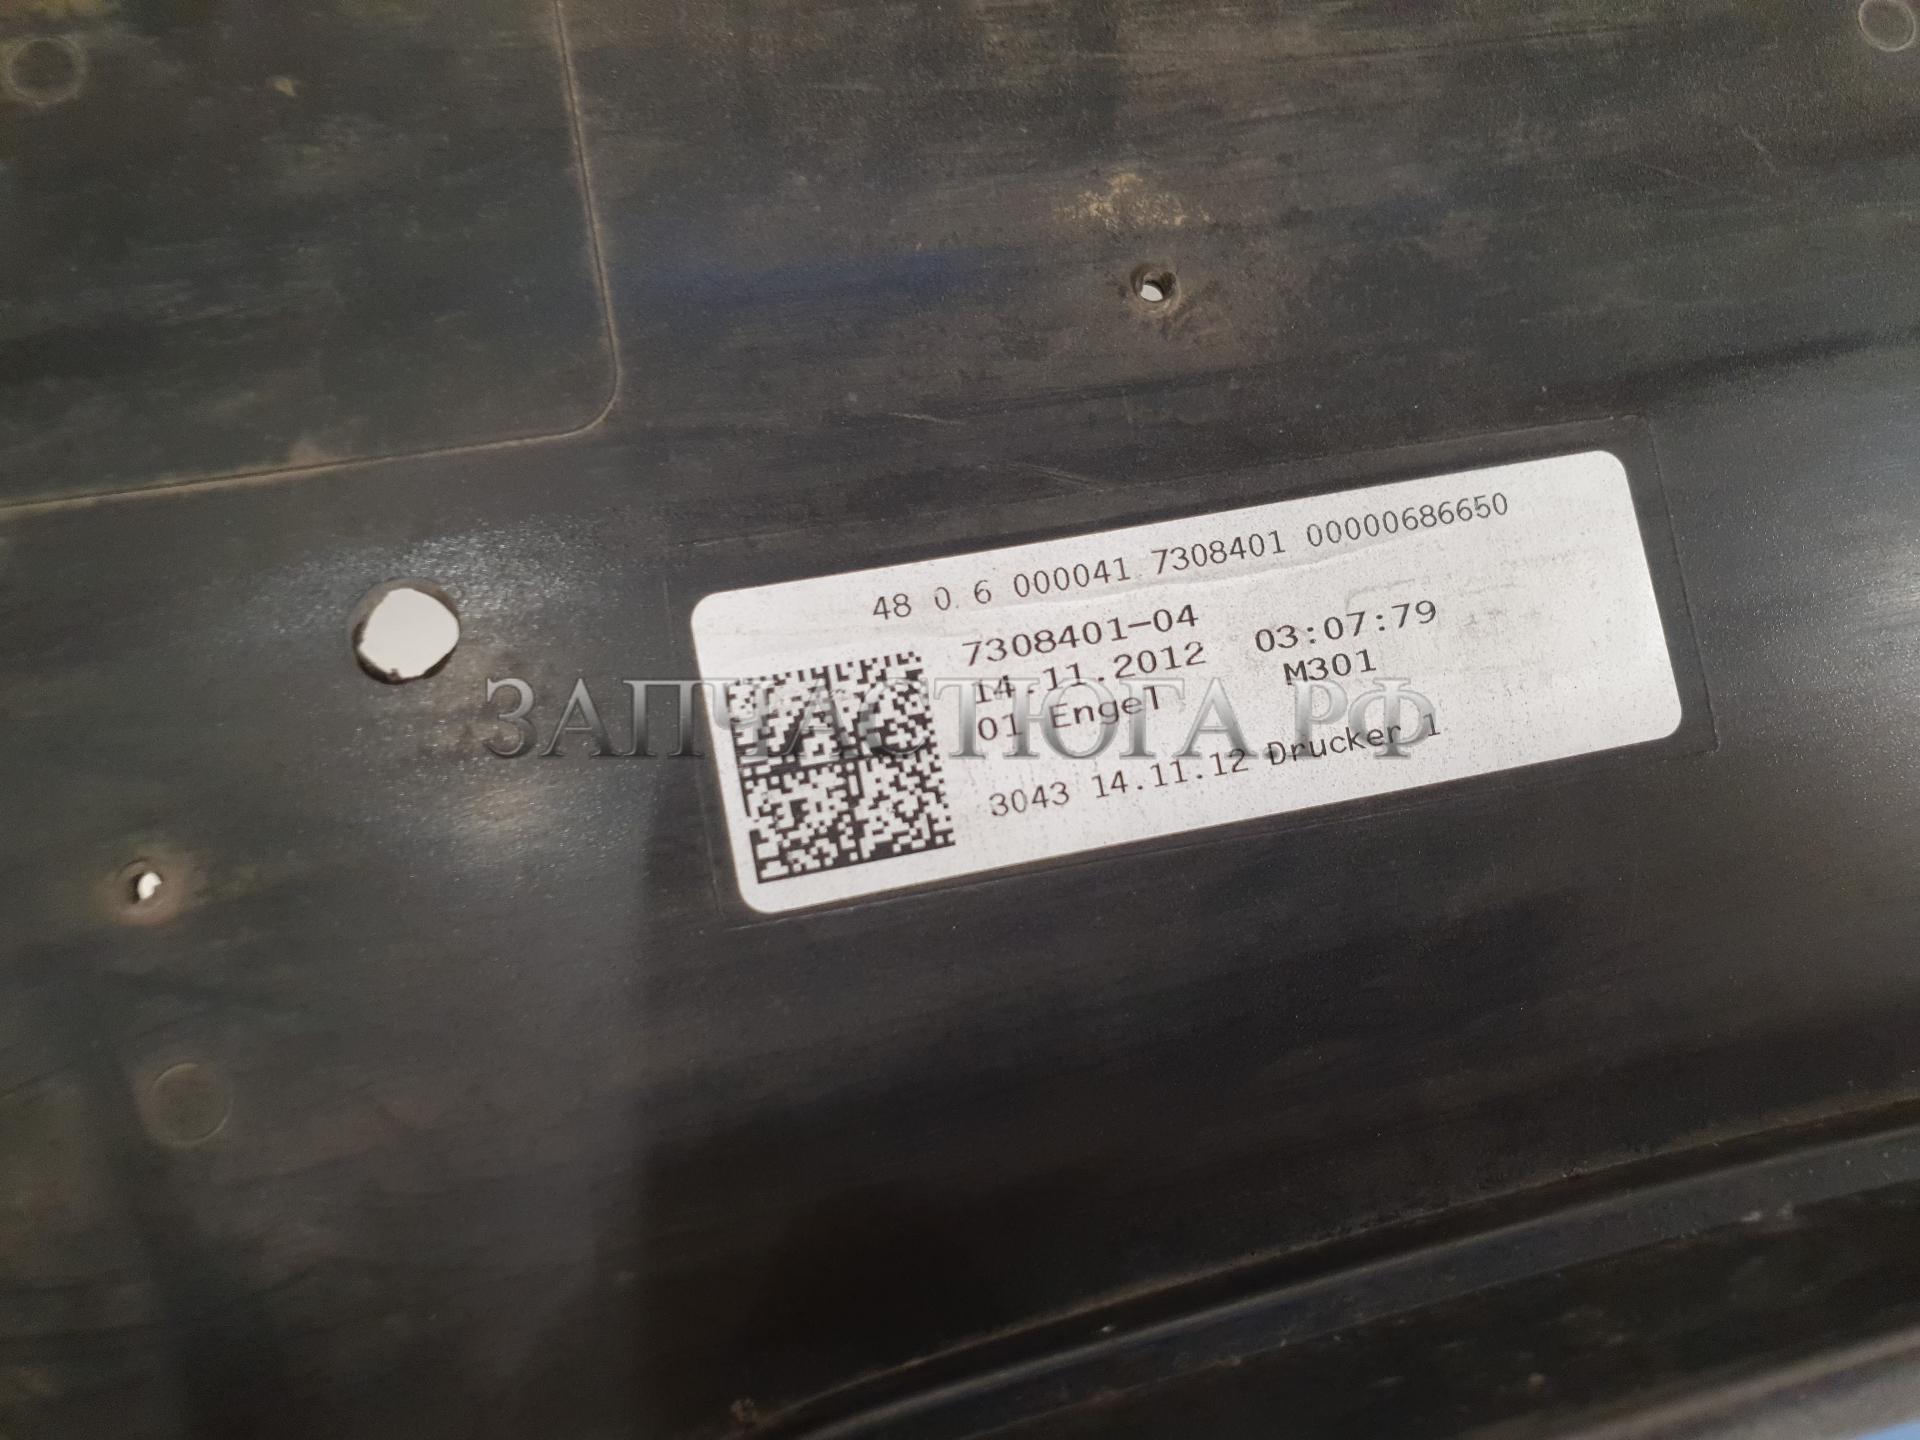 48 0 6 000041 7308401 00000686650
7308401-04
14.11.2012 03:07:79
01 Engel M301
3043 14.11.12 Drucker 1
ЗАПЧАСТЮГА.РФ